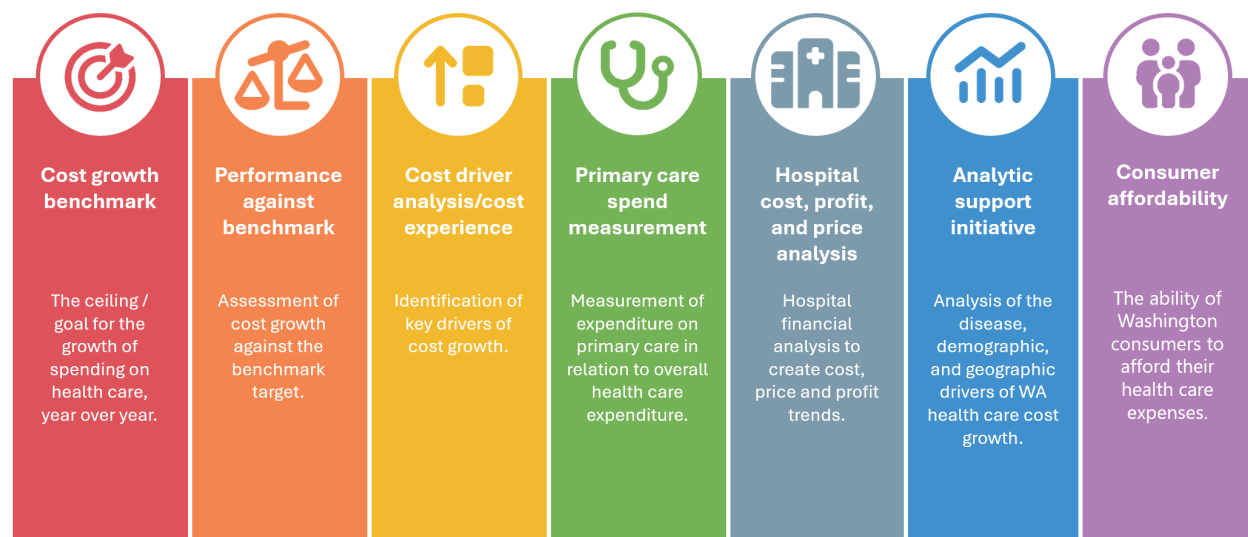 Cost growth
benchmark
The ceiling /
goal for the
growth of
spending on
health care,
year over year.
Performance
against
benchmark
Assessment of
cost growth
against the
benchmark
target.
Cost driver
analysis/cost
experience
Identification of
key drivers of
cost growth.
Primary care
spend
measurement
Measurement of
expenditure on
primary care in
relation to overall
health care
expenditure.
Hospital
cost, profit,
and price
analysis
Hospital
financial
analysis to
create cost,
price and profit
trends.
Analytic
support
initiative
Analysis of the
disease,
demographic,
and geographic
drivers of WA
health care cost
growth.
Consumer
affordability
The ability of
Washington
consumers to
afford their
health care
expenses.